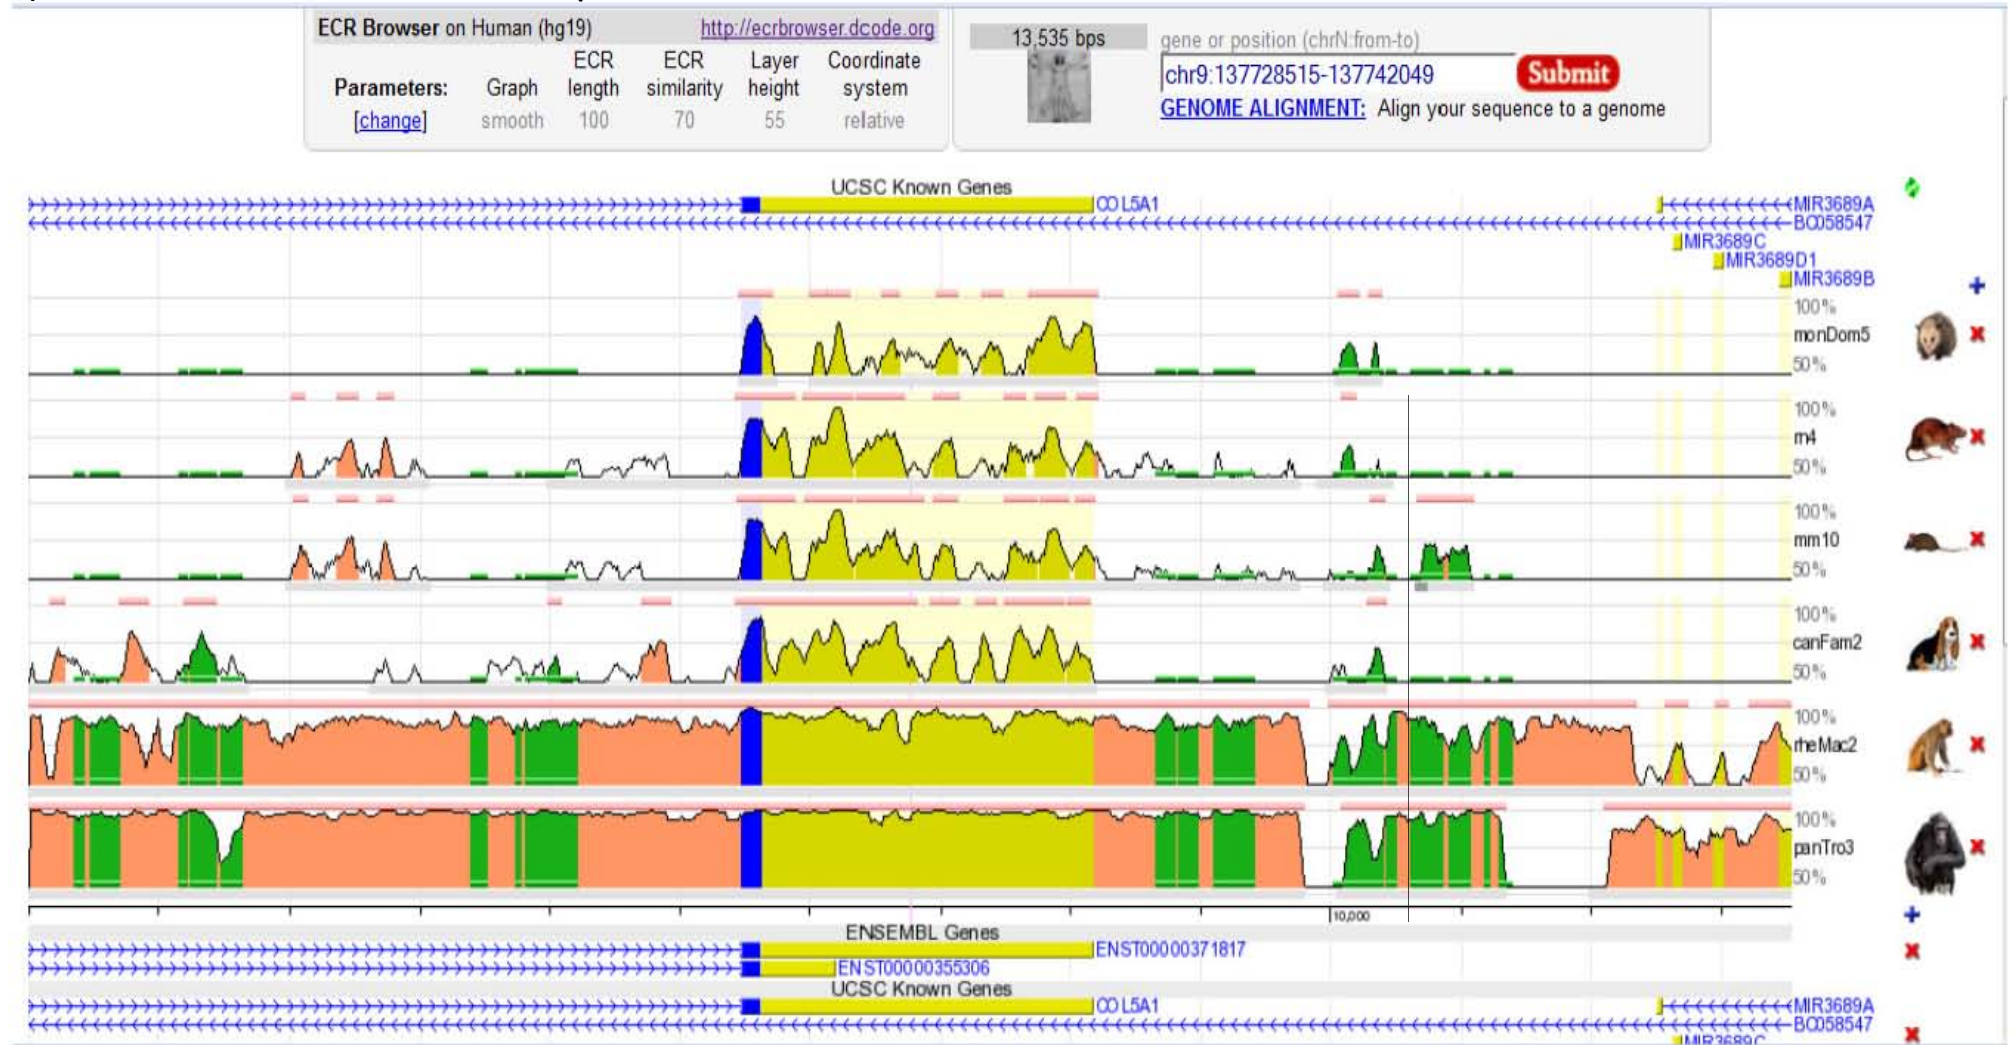 ECR Browser on Human (hg19) http://ecrbrowser.dcode.org
Parameters: Graph ECR length ECR similarity Layer height Coordinate system
[change] smooth 100 70 55 relative
13,535 bps
gene or position (chrN:from-to)
chr9:137728515-137742049 Submit
GENOME ALIGNMENT: Align your sequence to a genome
UCSC Known Genes
COL5A1 MIR3689A
BC058547
MIR3689C
MIR3689D1
MIR3689B
100%
monDom5
50%
100%
rn4
50%
100%
mm10
50%
100%
canFam2
50%
100%
rheMac2
50%
100%
panTro3
50%
10,000
ENSEMBL Genes
ENST00000371817
ENST00000355306
UCSC Known Genes
COL5A1 MIR3689A
BC058547
MIR3689C